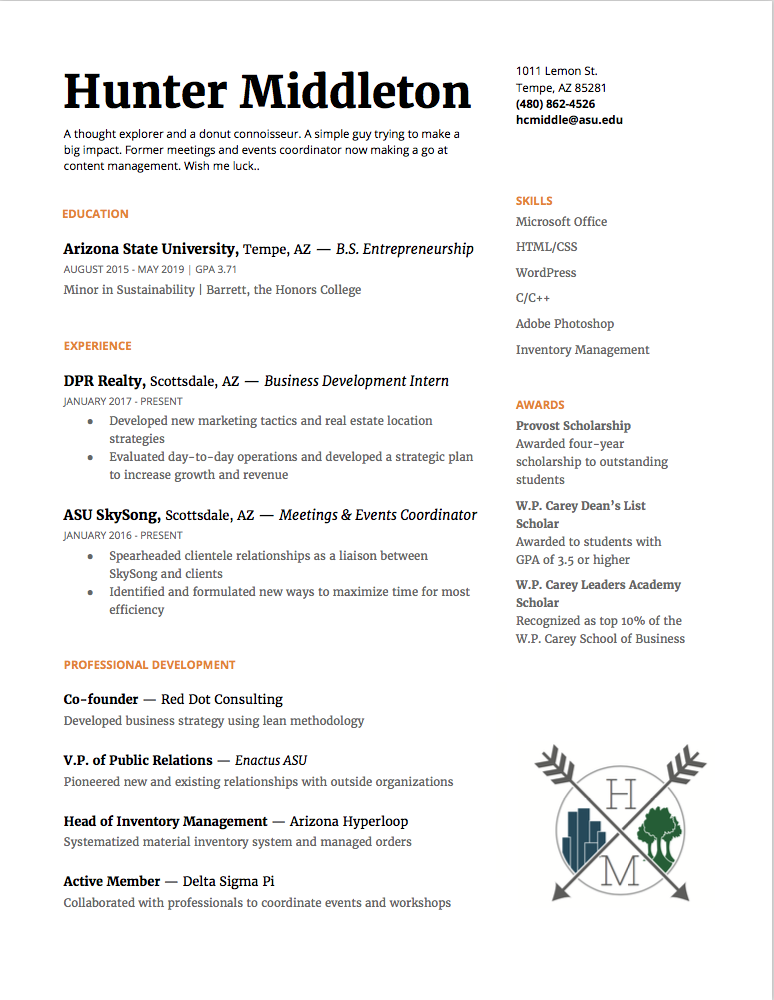 Hunter Middleton
A thought explorer and a donut connoisseur. A simple guy trying to make a
big impact. Former meetings and events coordinator now making a go at
content management. Wish me luck..
1011 Lemon St.
Tempe, AZ 85281
(480) 862-4526
hcmiddle@asu.edu
EDUCATION
Arizona State University, Tempe, AZ — B.S. Entrepreneurship
AUGUST 2015 - MAY 2019 | GPA 3.71
Minor in Sustainability | Barrett, the Honors College
EXPERIENCE
DPR Realty, Scottsdale, AZ — Business Development Intern
JANUARY 2017 - PRESENT
● Developed new marketing tactics and real estate location
strategies
● Evaluated day-to-day operations and developed a strategic plan
to increase growth and revenue
ASU SkySong, Scottsdale, AZ — Meetings & Events Coordinator
JANUARY 2016 - PRESENT
● Spearheaded clientele relationships as a liaison between
SkySong and clients
● Identified and formulated new ways to maximize time for most
efficiency
PROFESSIONAL DEVELOPMENT
Co-founder — Red Dot Consulting
Developed business strategy using lean methodology
V.P. of Public Relations — Enactus ASU
Pioneered new and existing relationships with outside organizations
Head of Inventory Management — Arizona Hyperloop
Systematized material inventory system and managed orders
Active Member — Delta Sigma Pi
Collaborated with professionals to coordinate events and workshops
SKILLS
Microsoft Office
HTML/CSS
WordPress
C/C++
Adobe Photoshop
Inventory Management
AWARDS
Provost Scholarship
Awarded four-year
scholarship to outstanding
students
W.P. Carey Dean's List
Scholar
Awarded to students with
GPA of 3.5 or higher
W.P. Carey Leaders Academy
Scholar
Recognized as top 10% of the
W.P. Carey School of Business
H
M